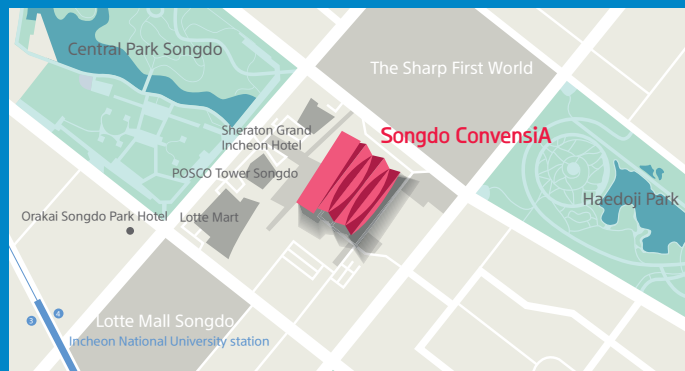 Central Park Songdo
The Sharp First World
Sheraton Grand
Incheon Hotel
Songdo ConvensiA
POSCO Tower Songdo
Haedoji Park
Orakai Songdo Park Hotel
Lotte Mart
3
4
Lotte Mall Songdo
Incheon National University station